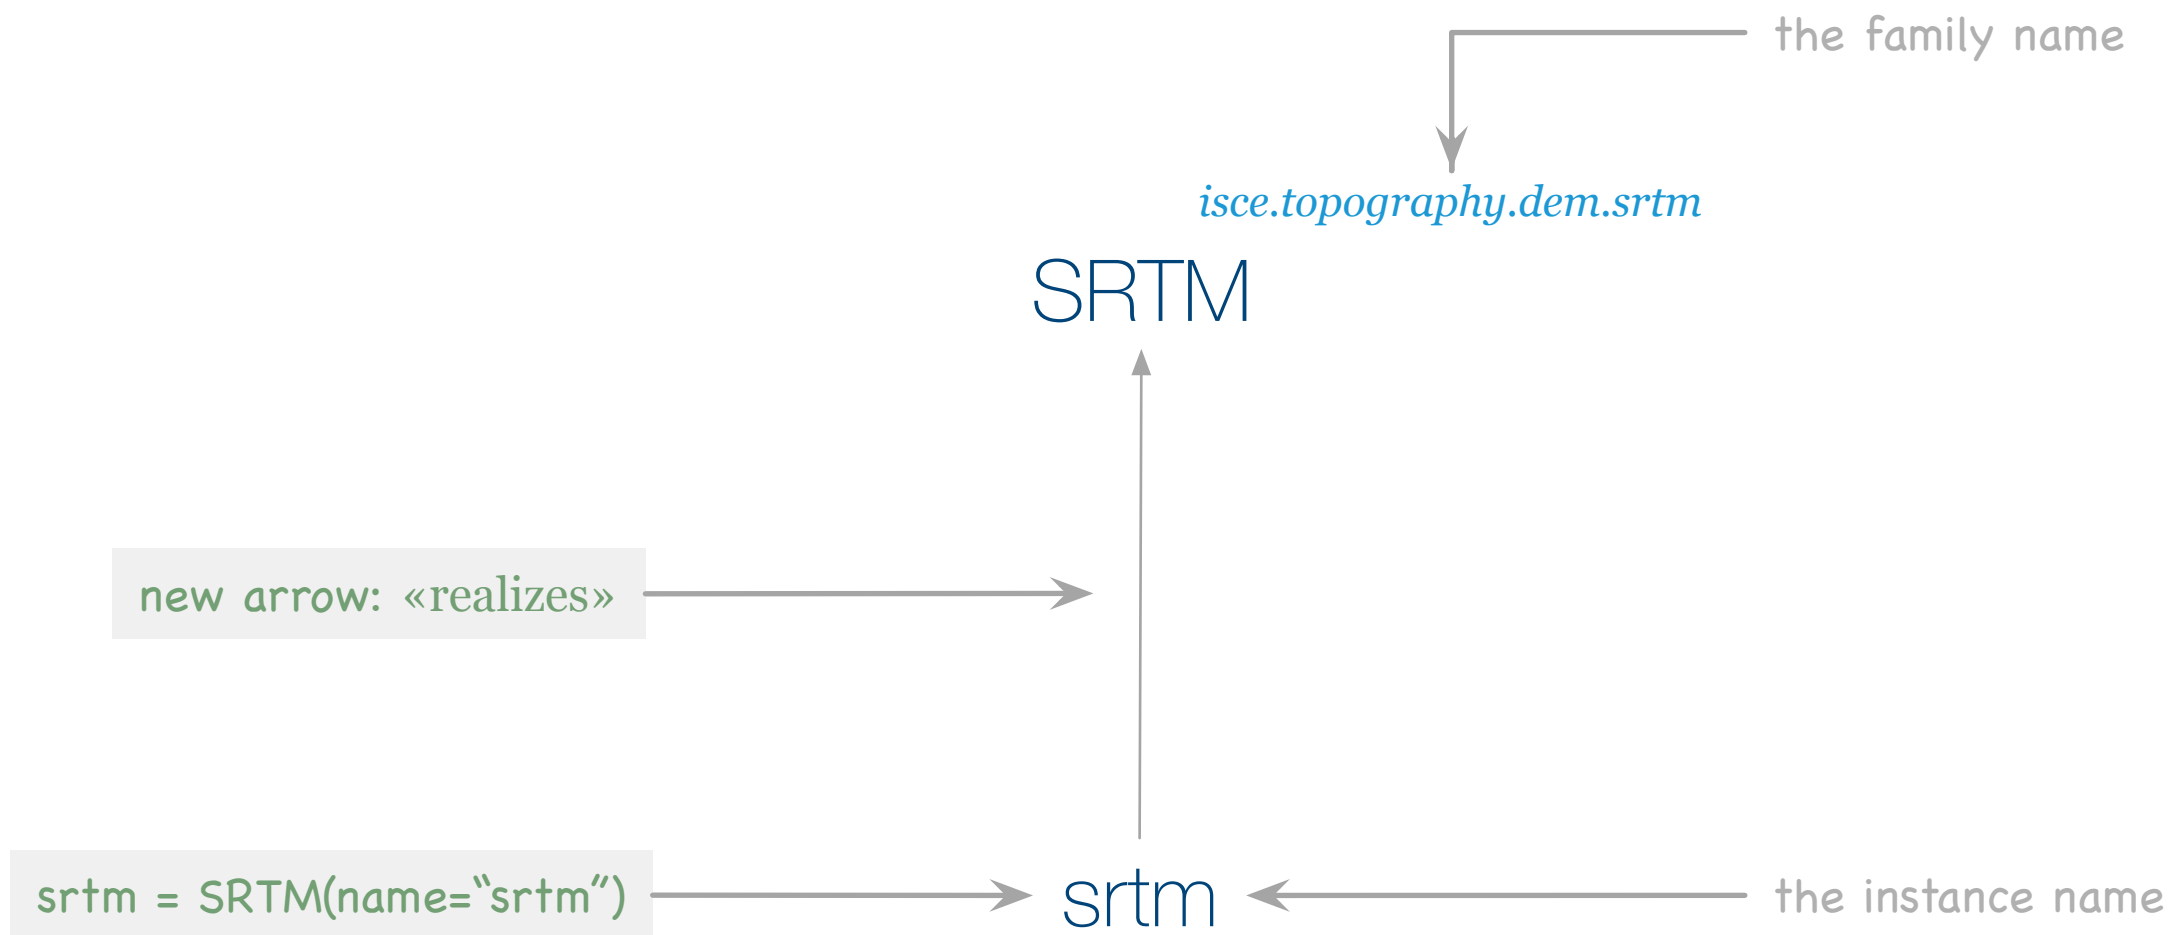 the family name
isce.topography.dem.srtm
SRTM
new arrow: «realizes»
srtm = SRTM(name=“srtm”)
srtm
the instance name